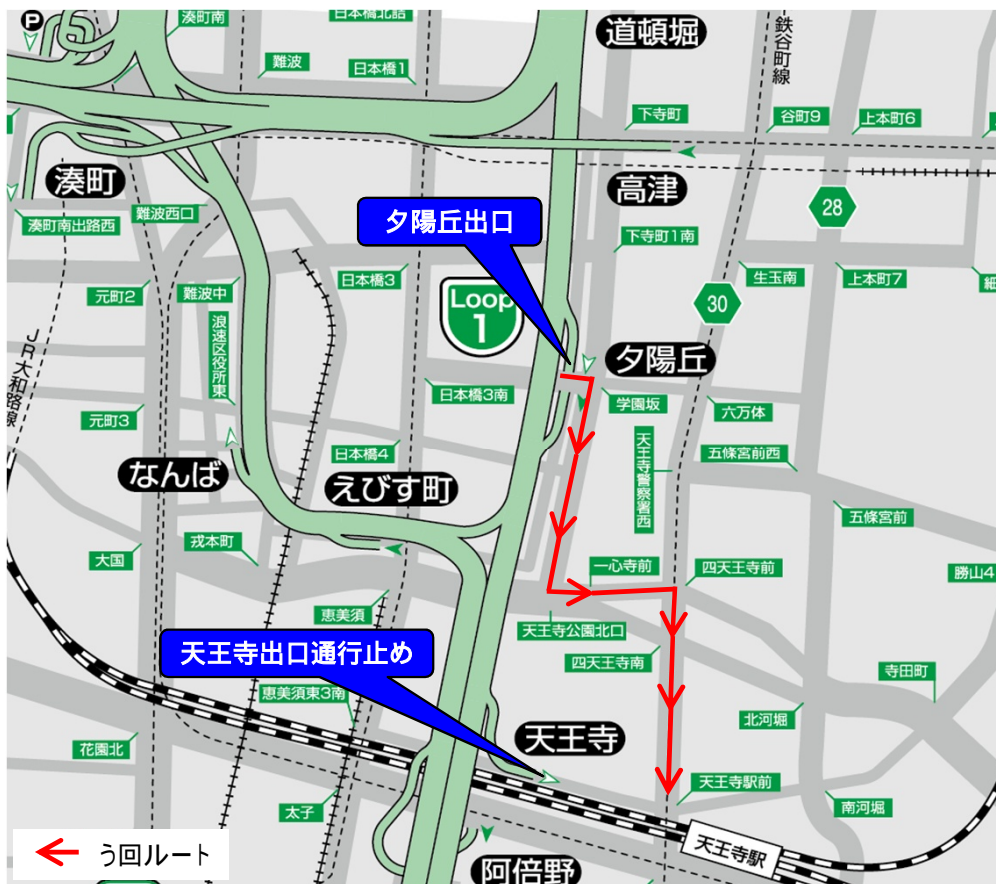 P
湊町南
日本橋北詰
道頓堀
鉄谷町線
難波
日本橋1
下寺町
谷町9
上本町6
湊町
高津
28
湊町南出路西
難波西口
夕陽丘出口
下寺町1南
元町2
難波中
日本橋3
Loop
1
生玉南
上本町7
細
30
浪速区役所東
JR大和路線
夕陽丘
日本橋3南
学園坂
六万体
元町3
天王寺警察署西
日本橋4
五條宮前西
なんば
えびす町
五條宮前
大国
戎本町
一心寺前
四天王寺前
勝山4
恵美須
天王寺公園北口
天王寺出口通行止め
四天王寺南
寺田町
恵美須東3南
北河堀
花園北
天王寺
天王寺駅前
太子
南河堀
う回ルート
天王寺駅
阿倍野